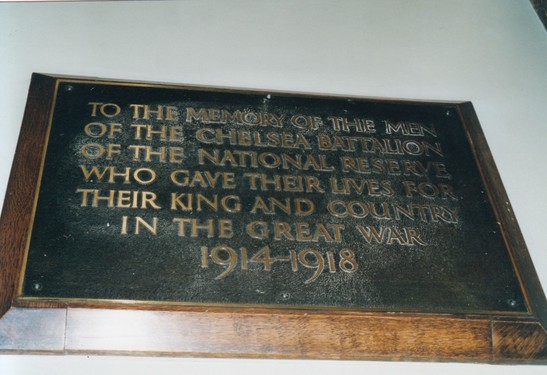 TO THE MEMORY OF THE MEN
OF THE CHELSEA BATTALION
OF THE NATIONAL RESERVE
WHO GAVE THEIR LIVES FOR
THEIR KING AND COUNTRY
IN THE GREAT WAR
1914-1918